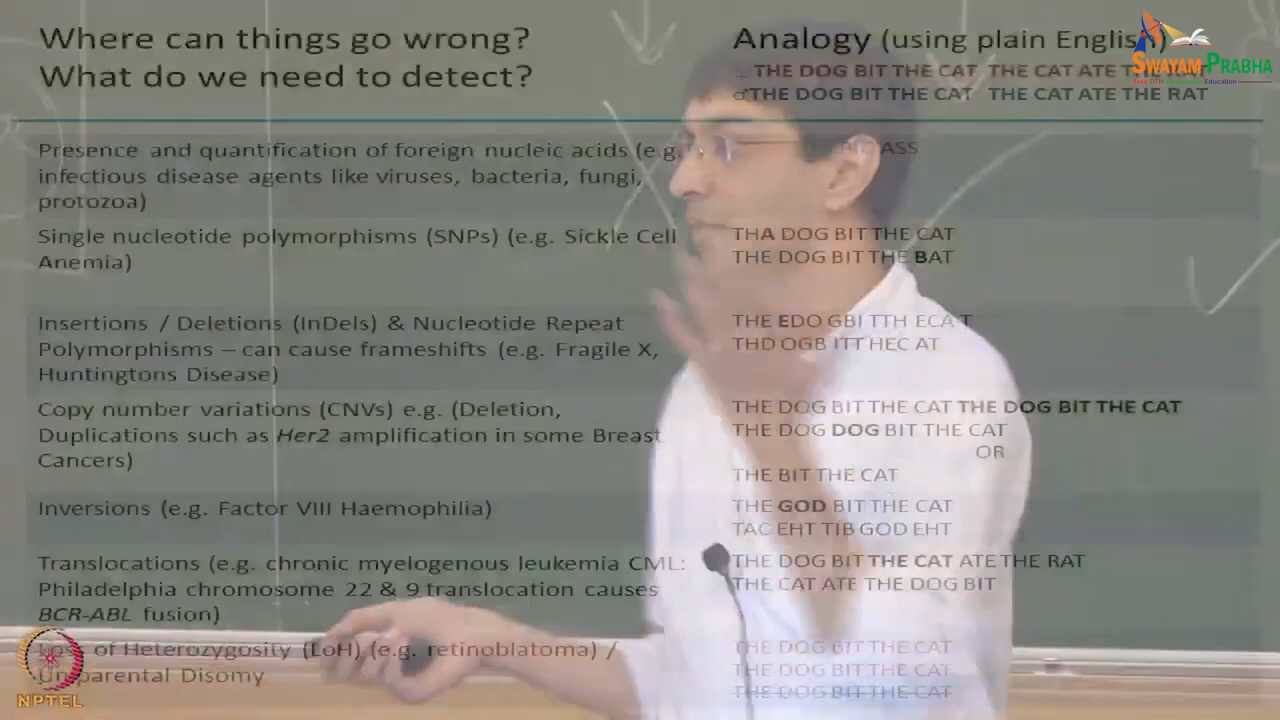 Where can things go wrong?
What do we need to detect?
Analogy (using plain English)
THE DOG BIT THE CAT THE CAT ATE THE
♂THE DOG BIT THE CAT THE CAT ATE THE RAT
SWAYAM PRABHA
Presence and quantification of foreign nucleic acids (e.g.
infectious disease agents like viruses, bacteria, fungi,
protozoa)
ASS
Single nucleotide polymorphisms (SNPs) (e.g. Sickle Cell
Anemia)
THA DOG BIT THE CAT
THE DOG BIT THE BAT
Insertions / Deletions (InDels) & Nucleotide Repeat
Polymorphisms – can cause frameshifts (e.g. Fragile X,
Huntingtons Disease)
THE EDO GBI TTH ECA T
THD OGB ITT HEC AT
Copy number variations (CNVs) e.g. (Deletion,
Duplications such as Her2 amplification in some Breast
Cancers)
THE DOG BIT THE CAT THE DOG BIT THE CAT
THE DOG DOG BIT THE CAT
OR
THE BIT THE CAT
Inversions (e.g. Factor VIII Haemophilia)
THE GOD BIT THE CAT
TAC EHT TIB GOD EHT
Translocations (e.g. chronic myelogenous leukemia CML:
Philadelphia chromosome 22 & 9 translocation causes
BCR-ABL fusion)
THE DOG BIT THE CAT ATE THE RAT
THE CAT ATE THE DOG BIT
Loss of Heterozygosity (LoH) (e.g. retinoblatoma) /
Uniparental Disomy
THE DOG BIT THE CAT
THE DOG BIT THE CAT
THE DOG BIT THE CAT
NPTEL